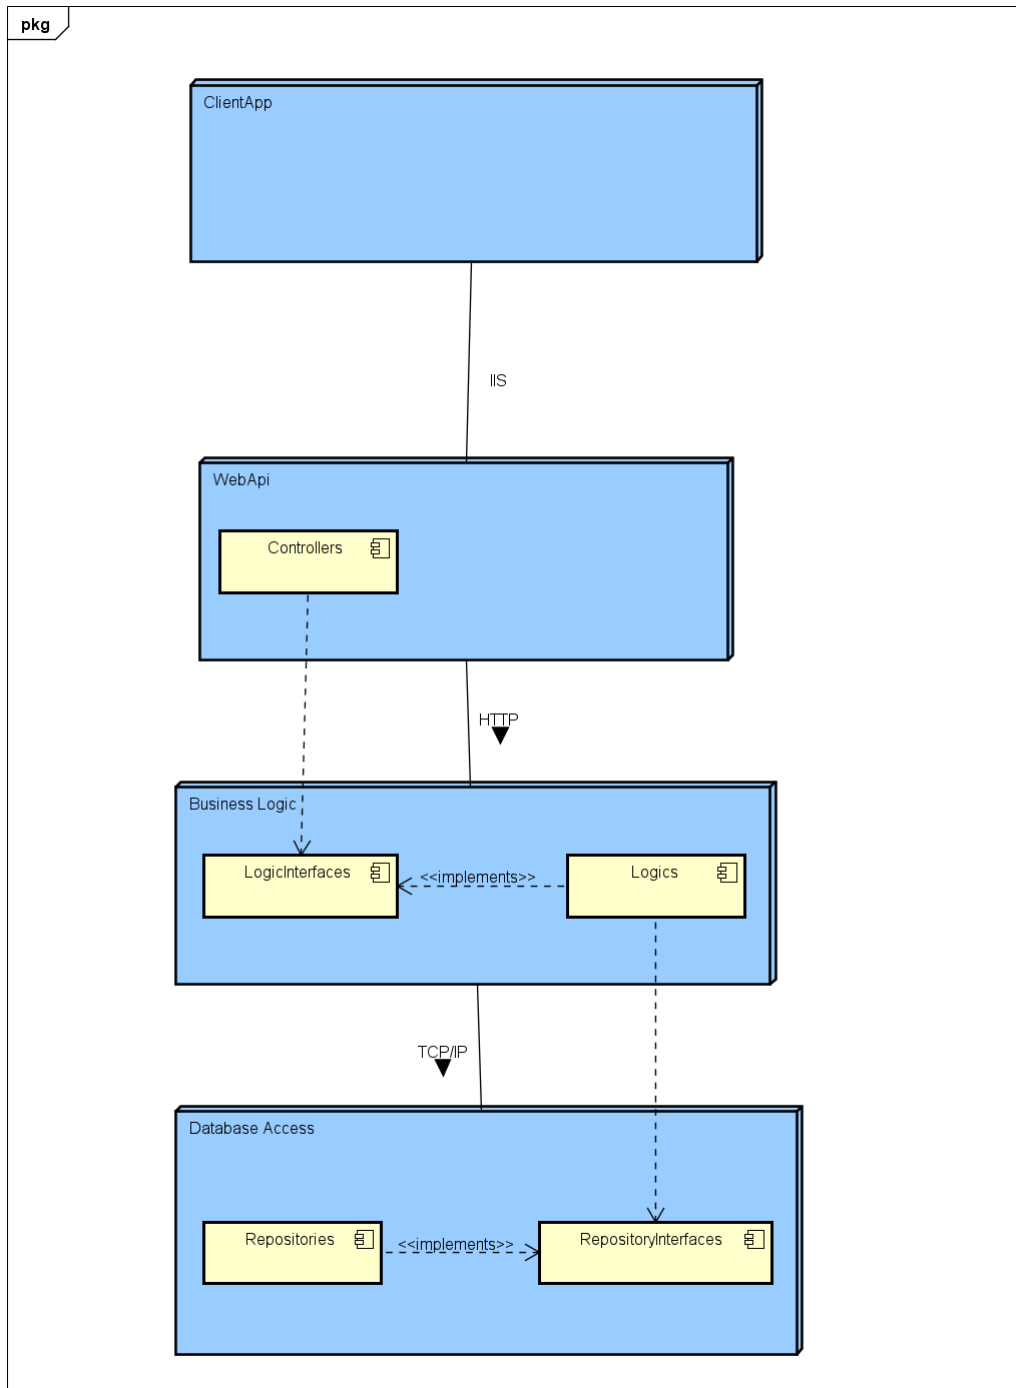 pkg
ClientApp
IIS
WebApi
Controllers
HTTP
Business Logic
LogicInterfaces
<<implements>>
Logics
TCP/IP
Database Access
Repositories
<<implements>>
RepositoryInterfaces